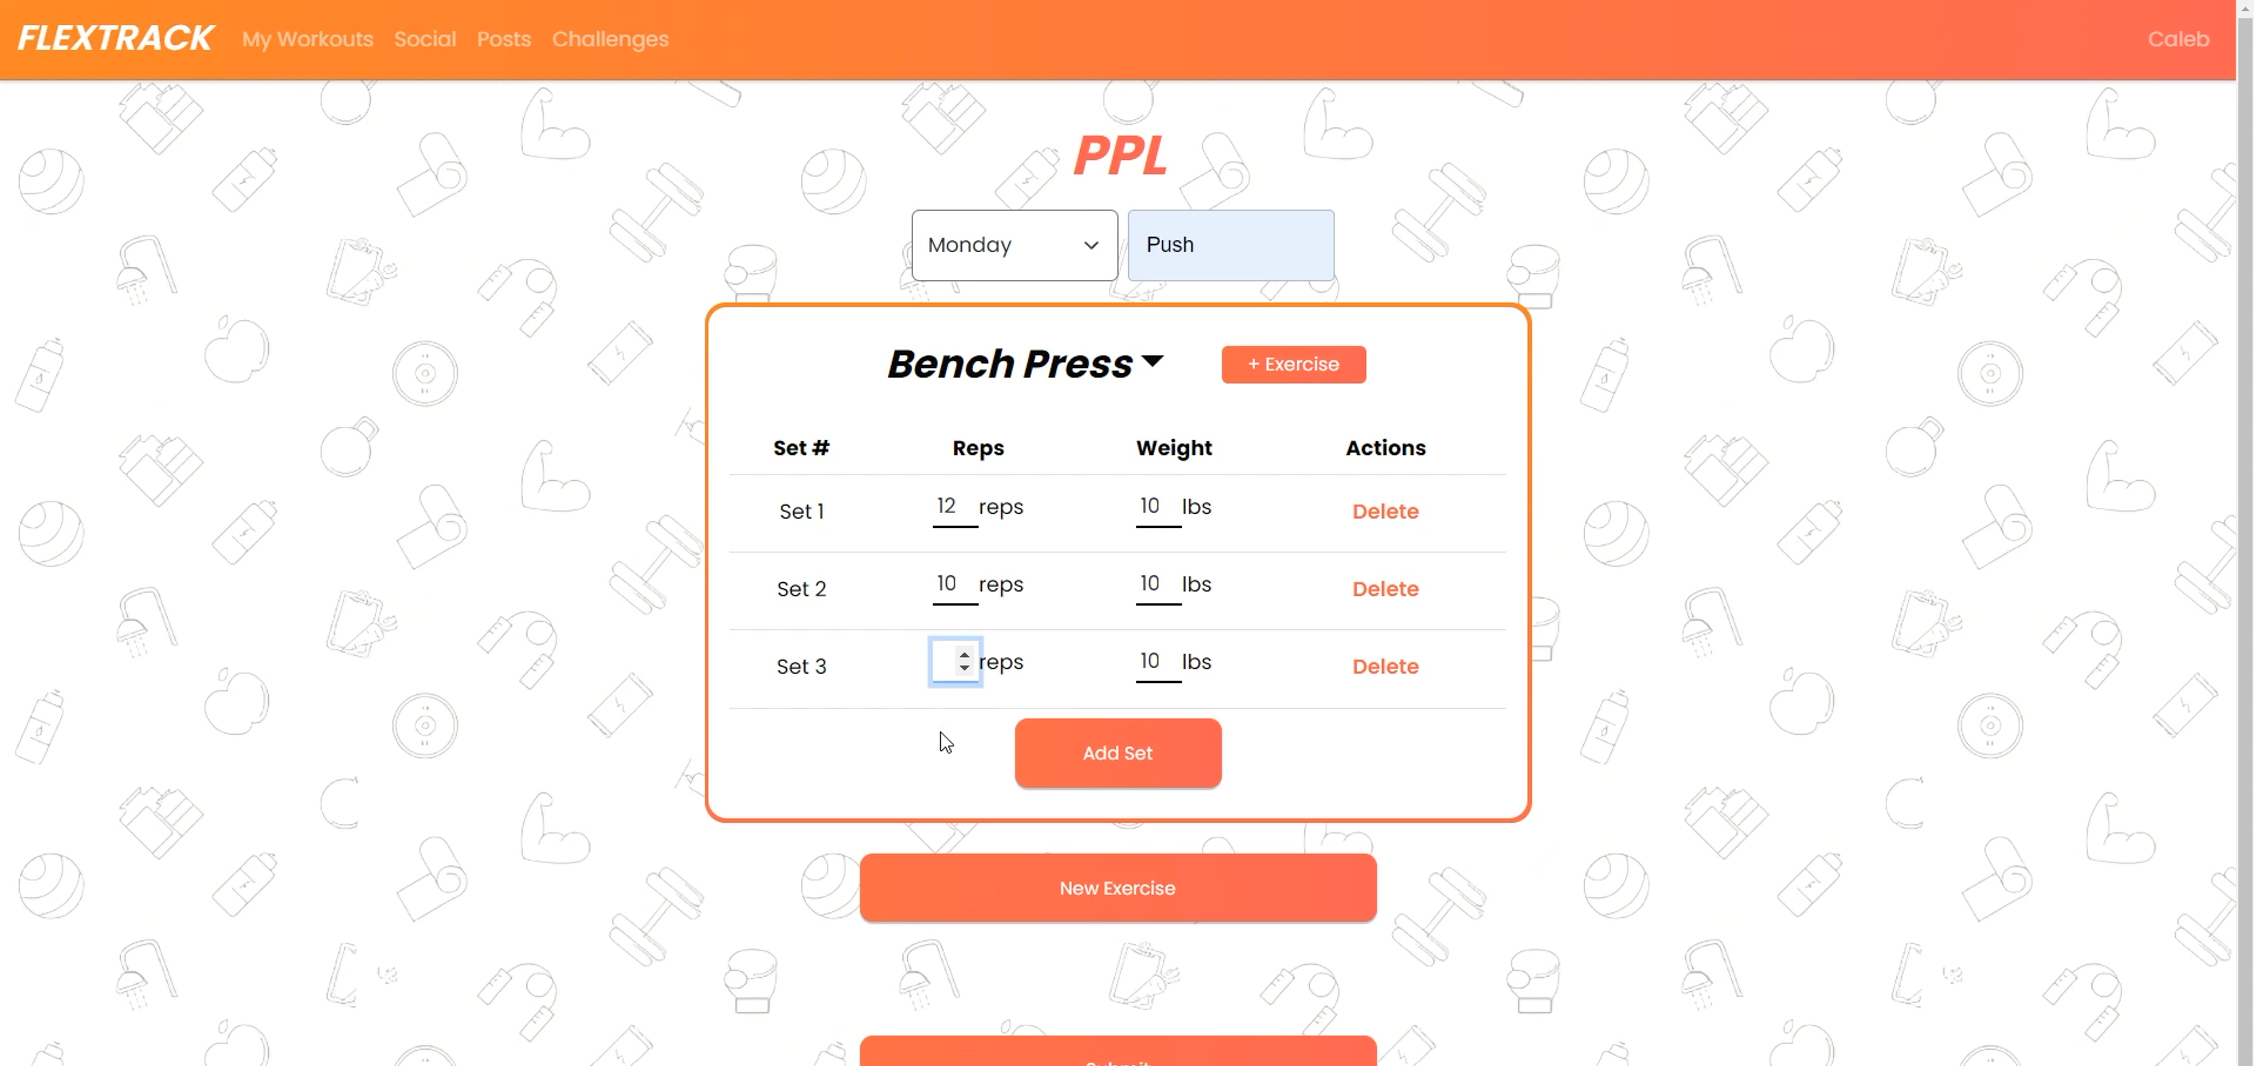 FLEXTRACK My Workouts Social Posts Challenges Caleb
PPL
Monday Push
Bench Press + Exercise
Set # Reps Weight Actions
Set 1 12 reps 10 lbs Delete
Set 2 10 reps 10 lbs Delete
Set 3 reps 10 lbs Delete
Add Set
New Exercise